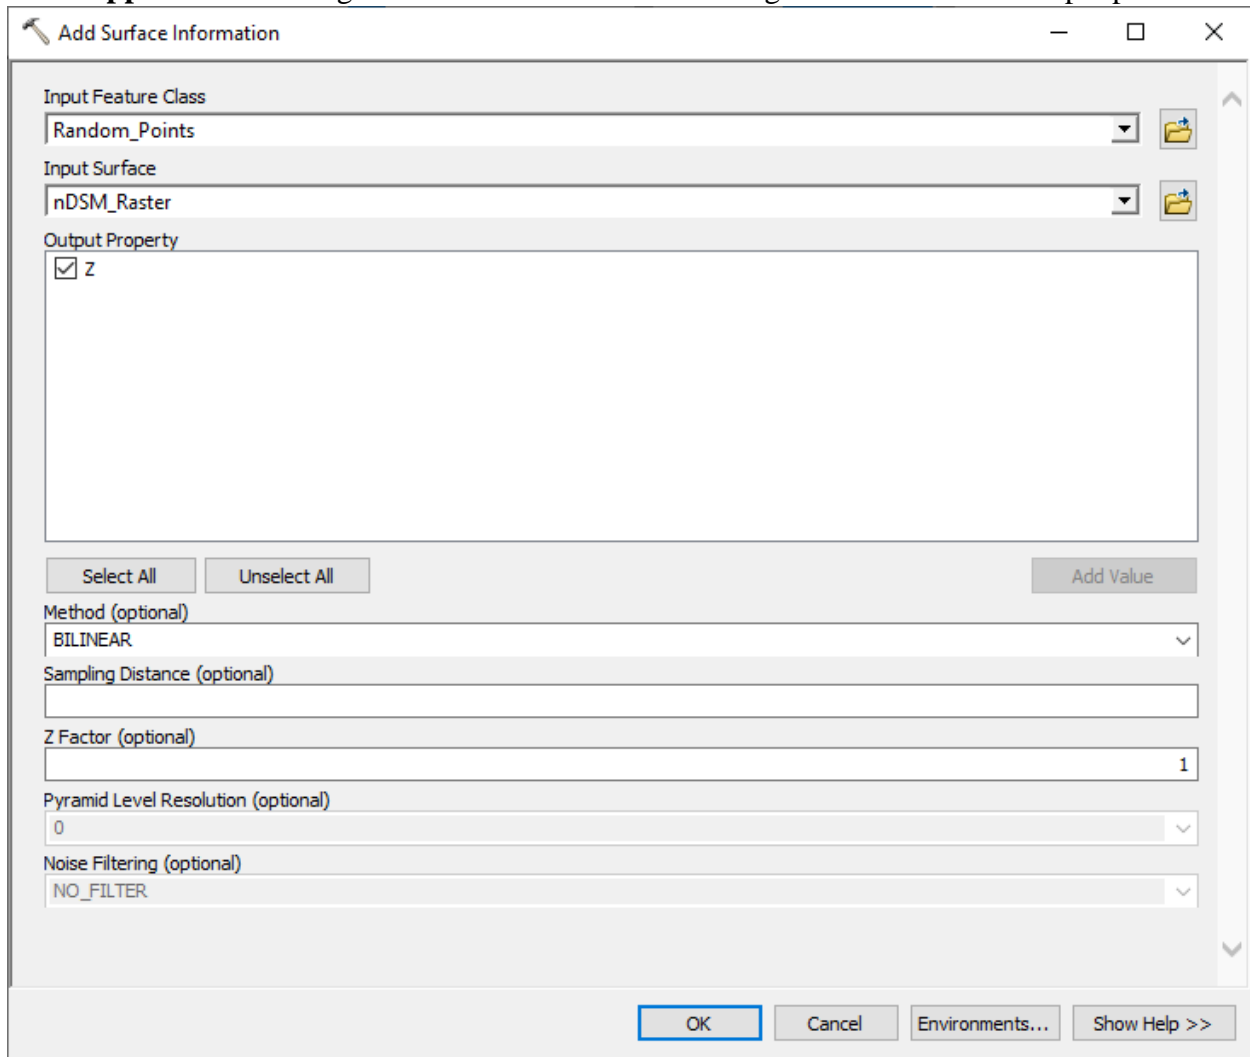 Add Surface Information
Input Feature Class
Random_Points
Input Surface
nDSM_Raster
Output Property
Z
Select All Unselect All Add Value
Method (optional)
BILINEAR
Sampling Distance (optional)
Z Factor (optional)
1
Pyramid Level Resolution (optional)
0
Noise Filtering (optional)
NO_FILTER
OK Cancel Environments... Show Help >>